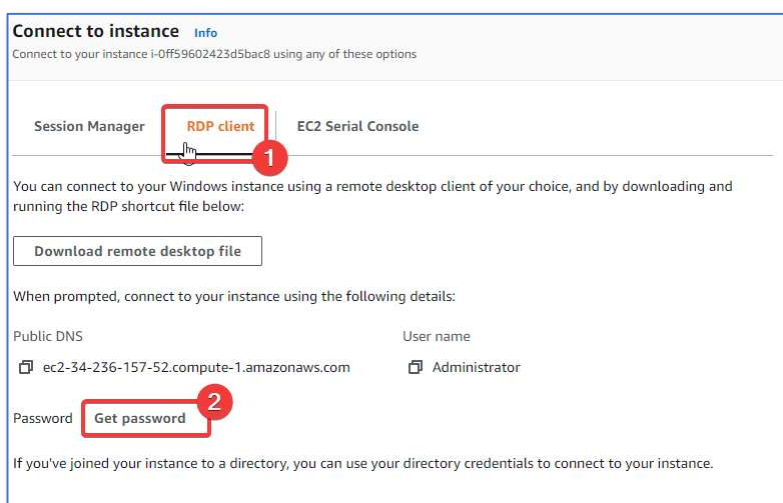 Connect to instance Info
Connect to your instance i-0ff59602423d5bac8 using any of these options
Session Manager RDP client EC2 Serial Console
1
You can connect to your Windows instance using a remote desktop client of your choice, and by downloading and
running the RDP shortcut file below:
Download remote desktop file
When prompted, connect to your instance using the following details:
Public DNS User name
ec2-34-236-157-52.compute-1.amazonaws.com Administrator
2
Password Get password
If you've joined your instance to a directory, you can use your directory credentials to connect to your instance.